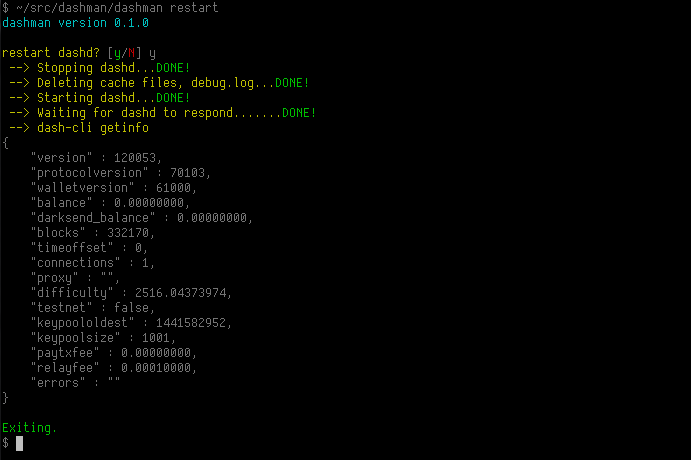 $ ~/src/dashman/dashman restart
dashman version 0.1.0
restart dashd? [y/N] y
--> Stopping dashd...DONE!
--> Deleting cache files, debug.log...DONE!
--> Starting dashd...DONE!
--> Waiting for dashd to respond.......DONE!
--> dash-cli getinfo
{
"version" : 120053,
"protocolversion" : 70103,
"walletversion" : 61000,
"balance" : 0.00000000,
"darksend_balance" : 0.00000000,
"blocks" : 332170,
"timeoffset" : 0,
"connections" : 1,
"proxy" : "",
"difficulty" : 2516.04373974,
"testnet" : false,
"keypoololdest" : 1441582952,
"keypoolsize" : 1001,
"paytxfee" : 0.00000000,
"relayfee" : 0.00010000,
"errors" : ""
}
Exiting.
$